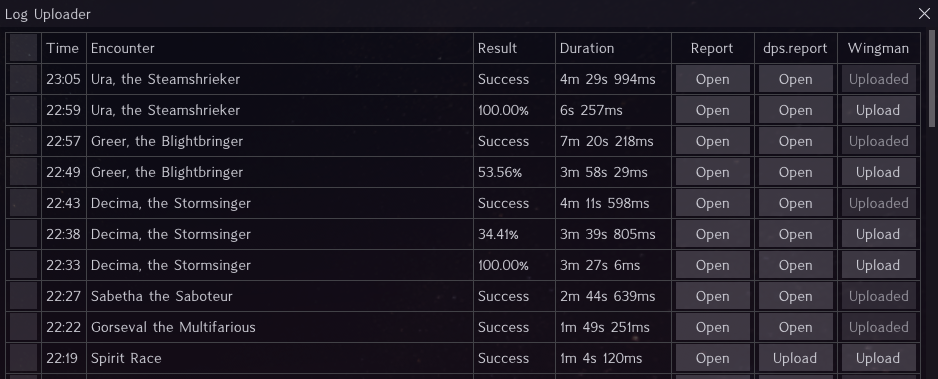 Log Uploader
Time Encounter Result Duration Report dps.report Wingman
23:05 Ura, the Steamshrieker Success 4m 29s 994ms Open Open Uploaded
22:59 Ura, the Steamshrieker 100.00% 6s 257ms Open Open Upload
22:57 Greer, the Blightbringer Success 7m 20s 218ms Open Open Uploaded
22:49 Greer, the Blightbringer 53.56% 3m 58s 29ms Open Open Upload
22:43 Decima, the Stormsinger Success 4m 11s 598ms Open Open Uploaded
22:38 Decima, the Stormsinger 34.41% 3m 39s 805ms Open Open Upload
22:33 Decima, the Stormsinger 100.00% 3m 27s 6ms Open Open Upload
22:27 Sabetha the Saboteur Success 2m 44s 639ms Open Open Uploaded
22:22 Gorseval the Multifarious Success 1m 49s 251ms Open Open Uploaded
22:19 Spirit Race Success 1m 4s 120ms Open Upload Upload